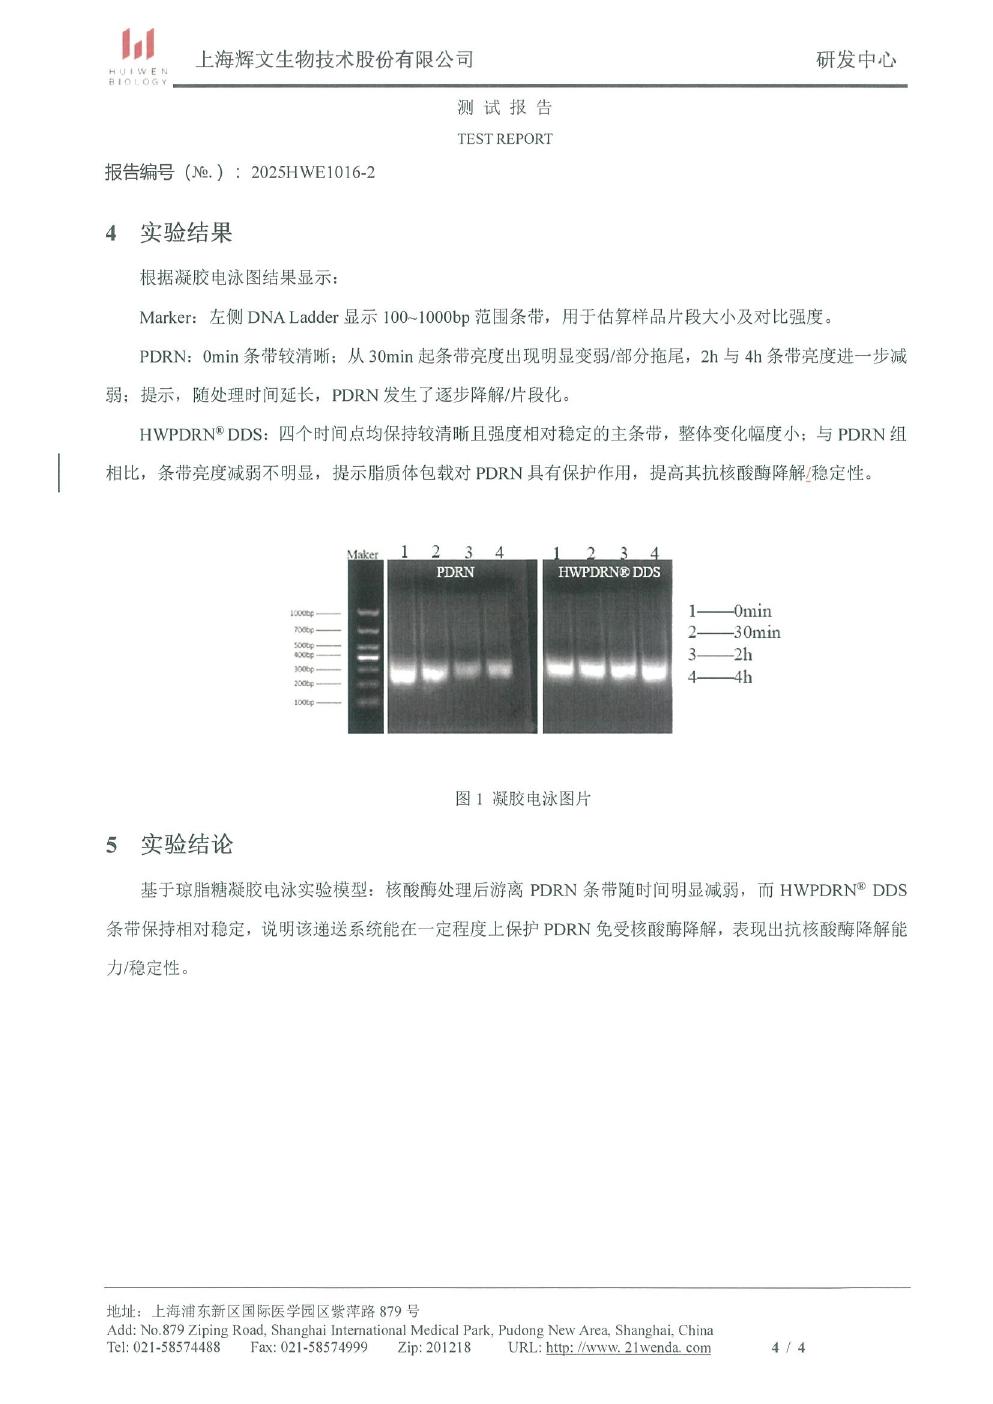 HUIWEN
BIOLOGY
上海辉文生物技术股份有限公司 研发中心
测 试 报 告
TEST REPORT
报告编号（№.）：2025HWE1016-2
4 实验结果
根据凝胶电泳图结果显示：
Marker：左侧 DNA Ladder 显示 100~1000bp 范围条带，用于估算样品片段大小及对比强度。
PDRN：0min 条带较清晰；从 30min 起条带亮度出现明显变弱/部分拖尾，2h 与 4h 条带亮度进一步减
弱；提示，随处理时间延长，PDRN 发生了逐步降解/片段化。
HWPDRN® DDS：四个时间点均保持较清晰且强度相对稳定的主条带，整体变化幅度小；与 PDRN 组
相比，条带亮度减弱不明显，提示脂质体包载对 PDRN 具有保护作用，提高其抗核酸酶降解/稳定性。
Maker 1 2 3 4 1 2 3 4
PDRN HWPDRN® DDS
1000bp
700bp
500bp
400bp
300bp
200bp
100bp
1——0min
2——30min
3——2h
4——4h
图 1 凝胶电泳图片
5 实验结论
基于琼脂糖凝胶电泳实验模型：核酸酶处理后游离 PDRN 条带随时间明显减弱，而 HWPDRN® DDS
条带保持相对稳定，说明该递送系统能在一定程度上保护 PDRN 免受核酸酶降解，表现出抗核酸酶降解能
力/稳定性。
地址：上海浦东新区国际医学园区紫萍路 879 号
Add: No.879 Ziping Road, Shanghai International Medical Park, Pudong New Area, Shanghai, China
Tel: 021-58574488 Fax: 021-58574999 Zip: 201218 URL: http: //www. 21wenda. com 4 / 4